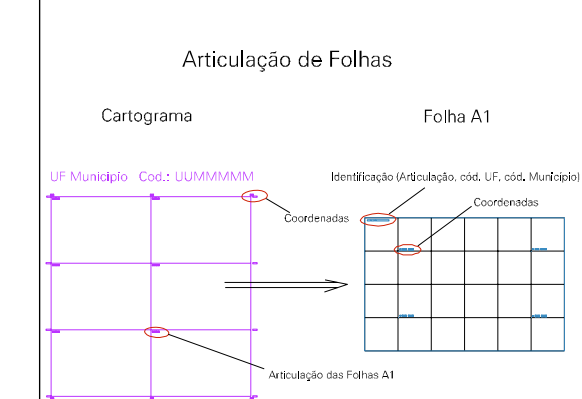 Articulação de Folhas
Cartograma
Folha A1
UF Municipio Cod.: UUMMMMM
Identificação (Articulação, cód. UF, cód. Município)
Coordenadas
Coordenadas
Articulação das Folhas A1